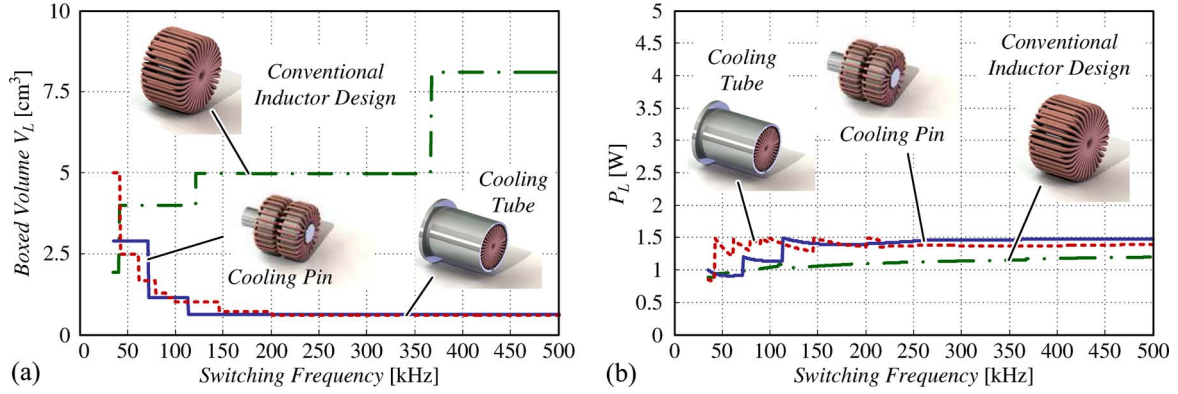 (a)
Boxed Volume V_L [cm³]
10
7.5
5
2.5
0
Conventional
Inductor Design
Cooling Pin
Cooling
Tube
0 50 100 150 200 250 300 350 400 450 500
Switching Frequency [kHz]
(b)
P_L [W]
5
4.5
4
3.5
3
2.5
2
1.5
1
0.5
0
Cooling
Tube
Cooling Pin
Conventional
Inductor Design
0 50 100 150 200 250 300 350 400 450 500
Switching Frequency [kHz]